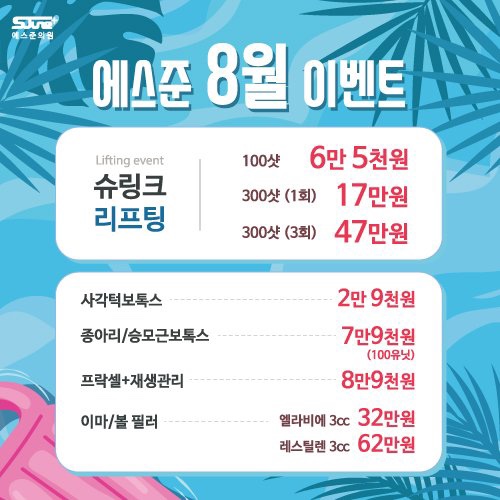 에스준의원
에스준 8월 이벤트
Lifting event
슈링크
리프팅
100샷 6만 5천원
300샷 (1회) 17만원
300샷 (3회) 47만원
사각턱보톡스 2만 9천원
종아리/승모근보톡스 7만9천원
(100유닛)
프락셀+재생관리 8만9천원
이마/볼 필러 엘라비에 3cc 32만원
레스틸렌 3cc 62만원